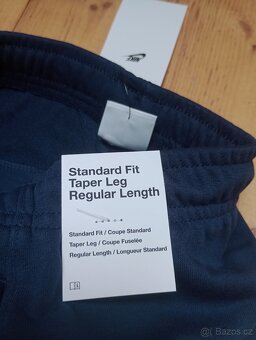 NIKE
Standard Fit
Taper Leg
Regular Length
Standard Fit / Coupe Standard
Taper Leg / Coupe Fuselée
Regular Length / Longueur Standard
Bazos.cz